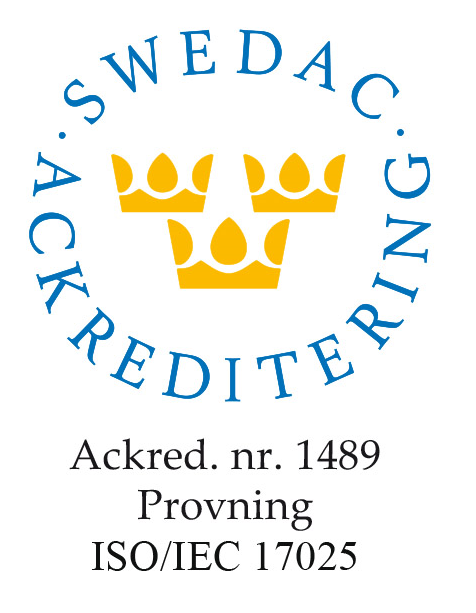 · SWEDAC ·
ACKREDITERING
Ackred. nr. 1489
Provning
ISO/IEC 17025